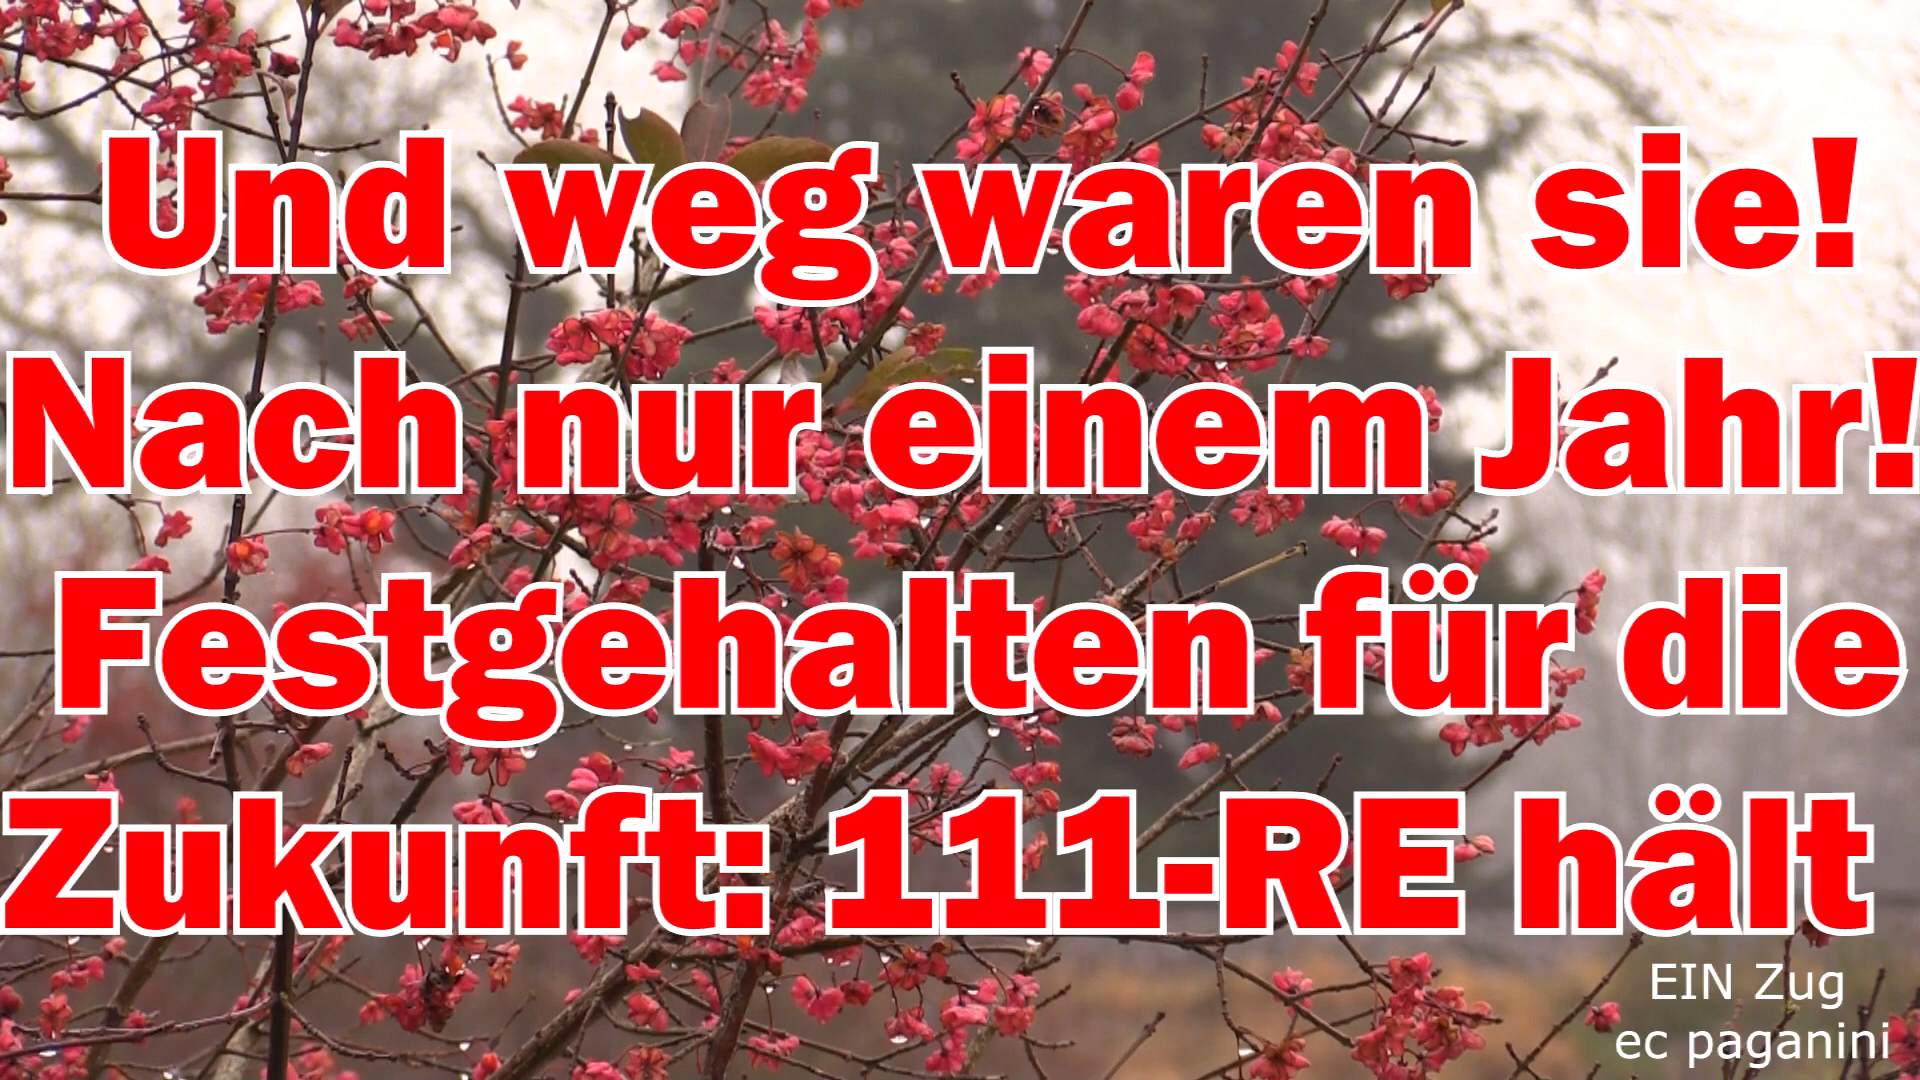 Und weg waren sie!
Nach nur einem Jahr!
Festgehalten für die
Zukunft: 111-RE hält
EIN Zug
ec paganini